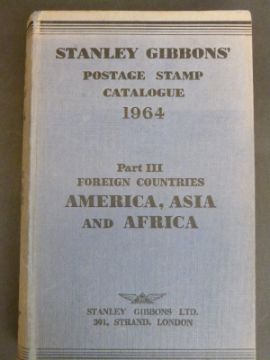 STANLEY GIBBONS'
POSTAGE STAMP
CATALOGUE
1964
Part III
FOREIGN COUNTRIES
AMERICA, ASIA
AND AFRICA
STANLEY GIBBONS LTD.
391, STRAND, LONDON